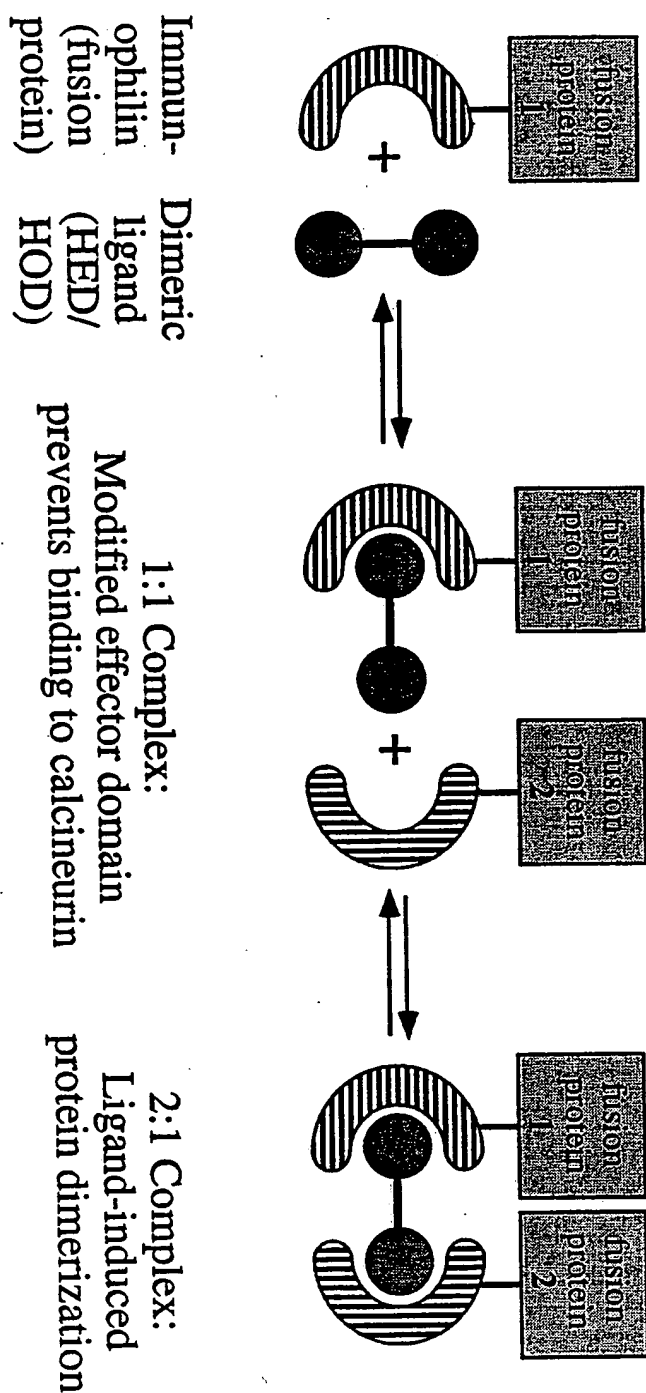 fusion
protein
1
+
fusion
protein
1
+
fusion
protein
2
fusion
protein
1
fusion
protein
2
Immun-
ophilin
(fusion
protein)
Dimeric
ligand
(HED/
HOD)
1:1 Complex:
Modified effector domain
prevents binding to calcineurin
2:1 Complex:
Ligand-induced
protein dimerization